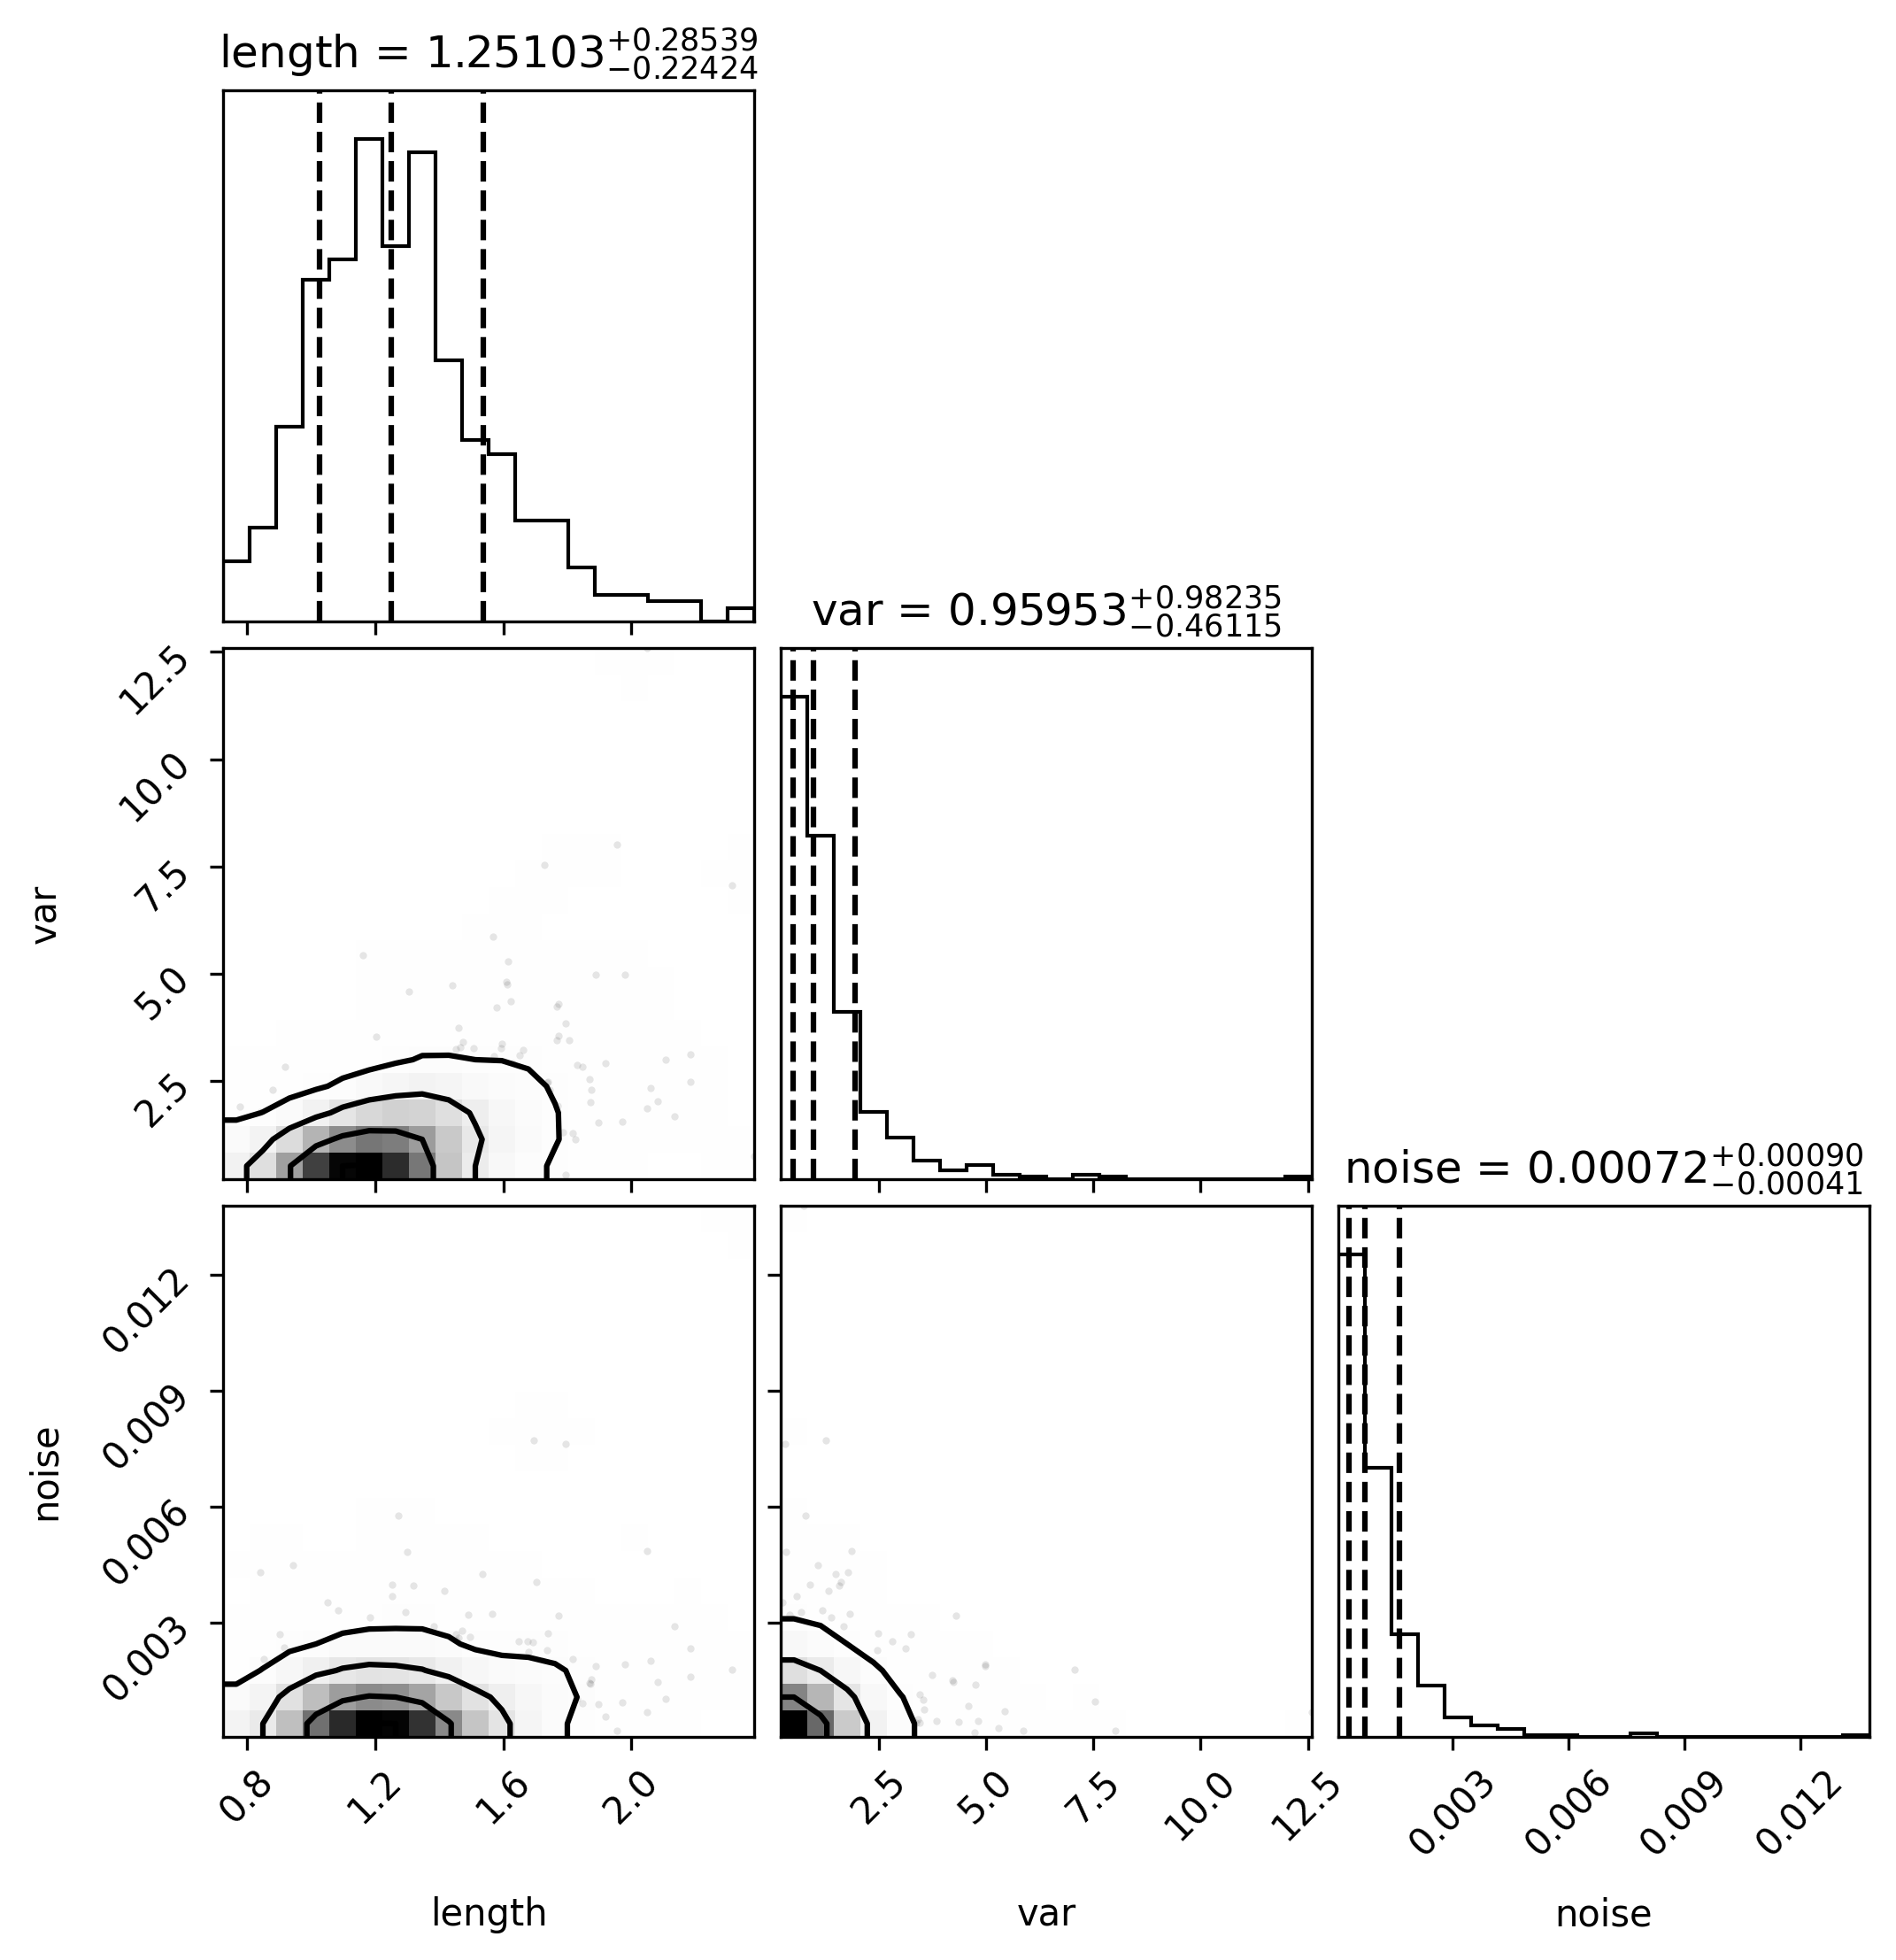 length = 1.25103+0.28539−0.22424
var = 0.95953+0.98235−0.46115
12.5
10.0
7.5
5.0
2.5
var
noise = 0.00072+0.00090−0.00041
0.012
0.009
0.006
0.003
noise
0.8 1.2 1.6 2.0 2.5 5.0 7.5 10.0 12.5 0.003 0.006 0.009 0.012
length var noise